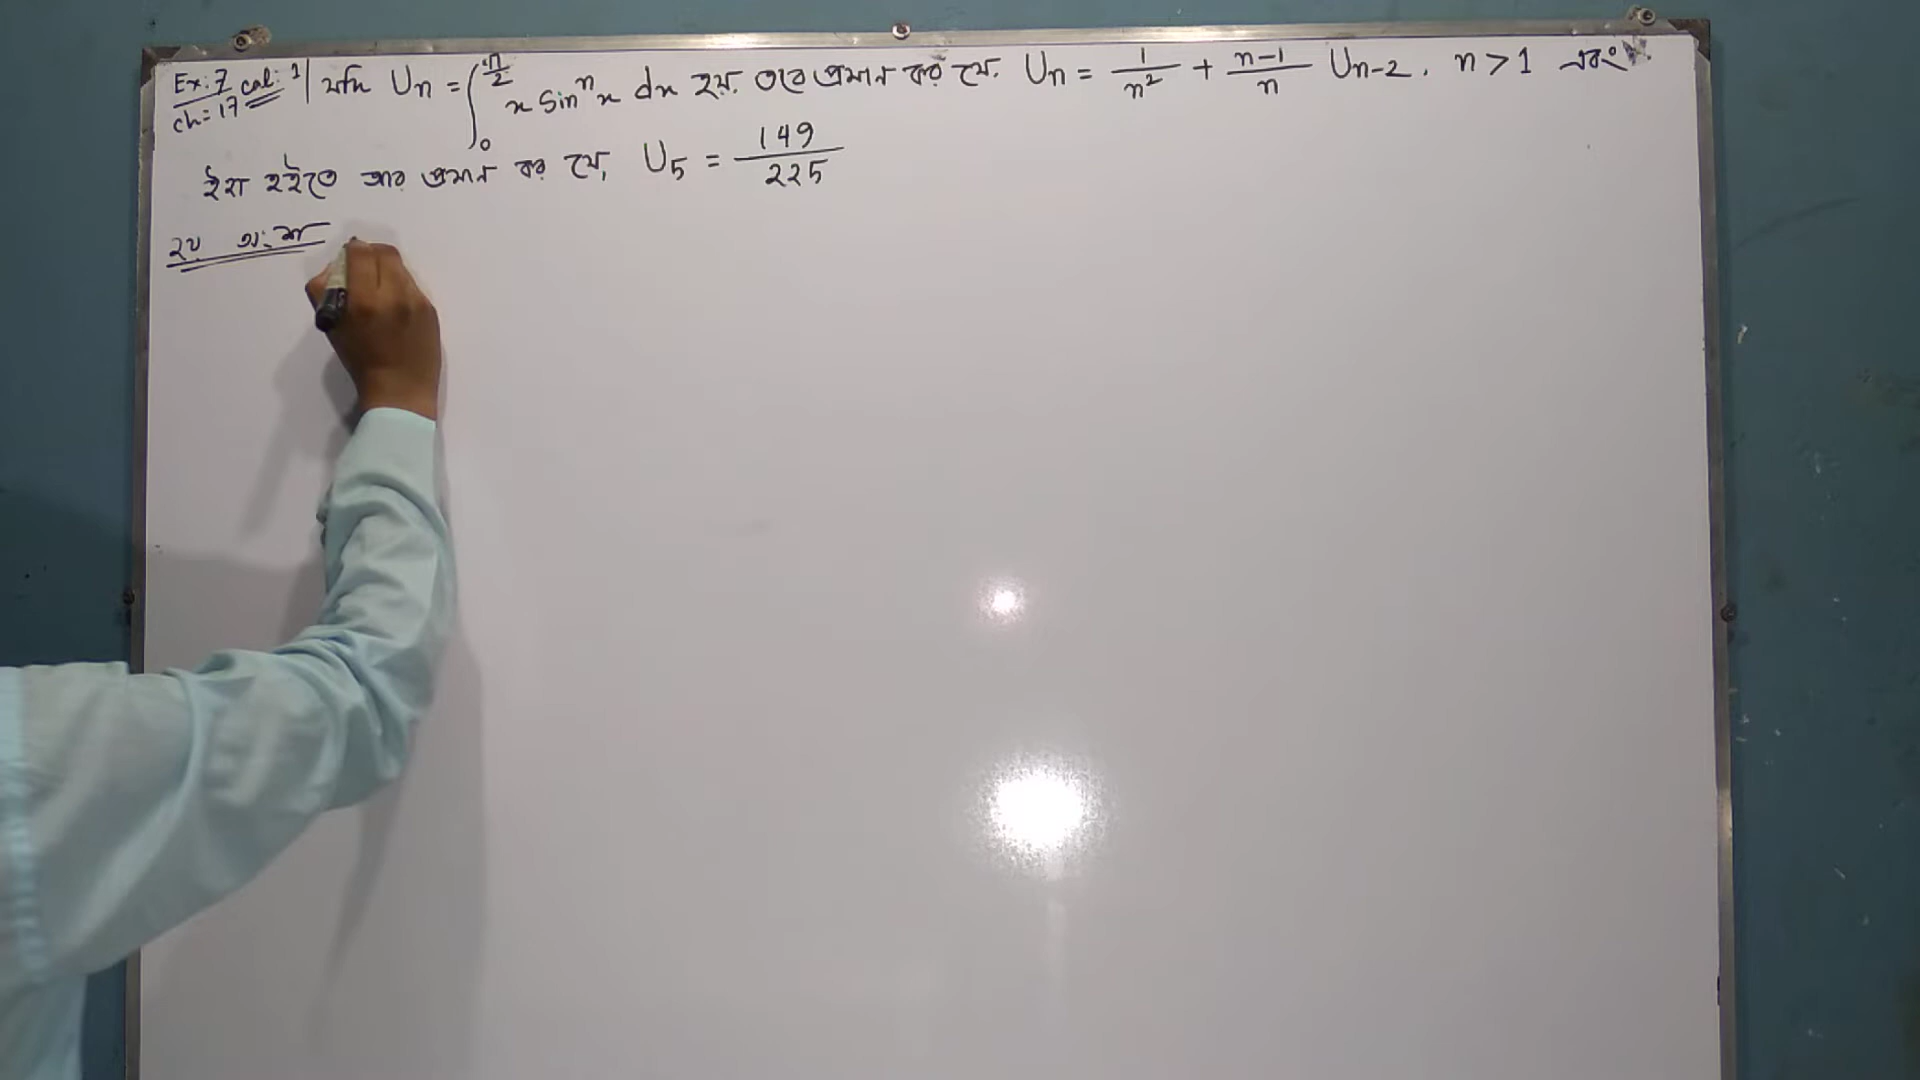 Ex: 7 cal: 1 | যদি Uₙ = ∫₀^(π/2) x sinⁿx dx হয়. তবে প্রমান কর যে. Uₙ = 1/n² + (n-1)/n Uₙ₋₂. n > 1 এবং
ch: 17
ইহা হইতে আর প্রমান কর যে, U₅ = 149/225
২য় অংশ